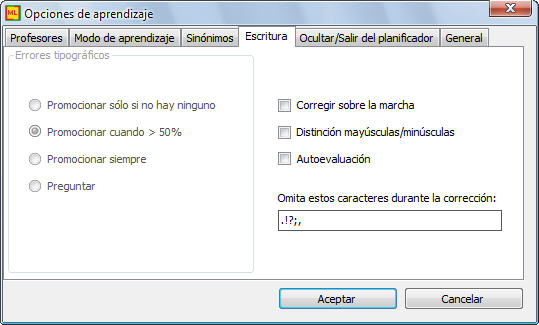 ML Opciones de aprendizaje
Profesores Modo de aprendizaje Sinónimos Escritura Ocultar/Salir del planificador General
Errores tipográficos
Promocionar sólo si no hay ninguno
Promocionar cuando > 50%
Promocionar siempre
Preguntar
Corregir sobre la marcha
Distinción mayúsculas/minúsculas
Autoevaluación
Omita estos caracteres durante la corrección:
.!?;,
Aceptar Cancelar